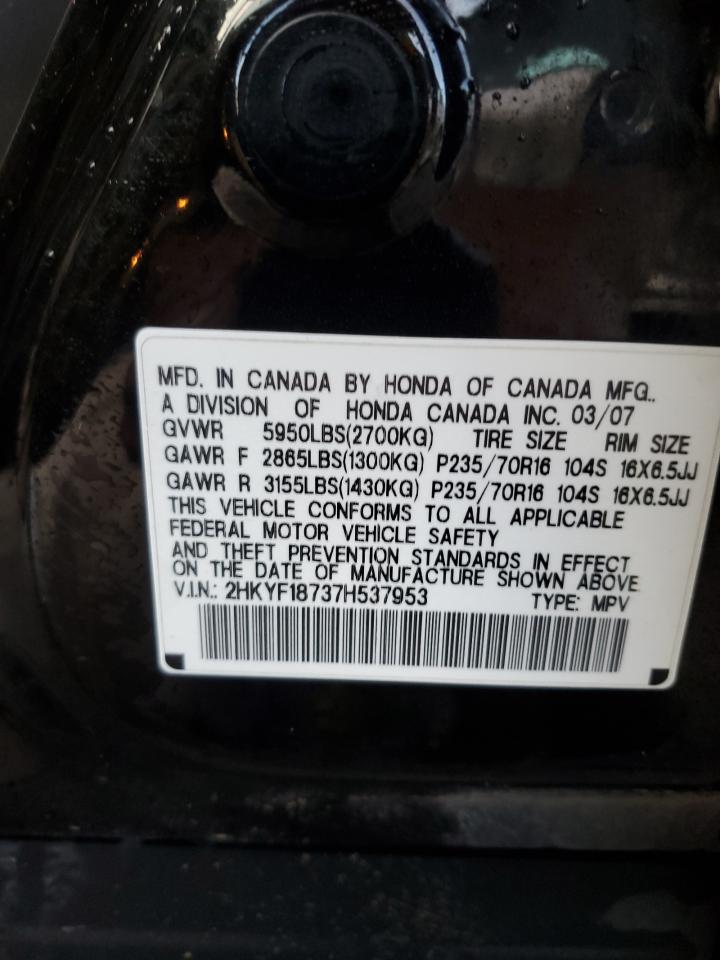 MFD. IN CANADA BY HONDA OF CANADA MFG.,
A DIVISION OF HONDA CANADA INC. 03/07
GVWR 5950LBS(2700KG) TIRE SIZE RIM SIZE
GAWR F 2865LBS(1300KG) P235/70R16 104S 16X6.5JJ
GAWR R 3155LBS(1430KG) P235/70R16 104S 16X6.5JJ
THIS VEHICLE CONFORMS TO ALL APPLICABLE
FEDERAL MOTOR VEHICLE SAFETY
AND THEFT PREVENTION STANDARDS IN EFFECT
ON THE DATE OF MANUFACTURE SHOWN ABOVE
V.I.N.: 2HKYF18737H537953 TYPE: MPV